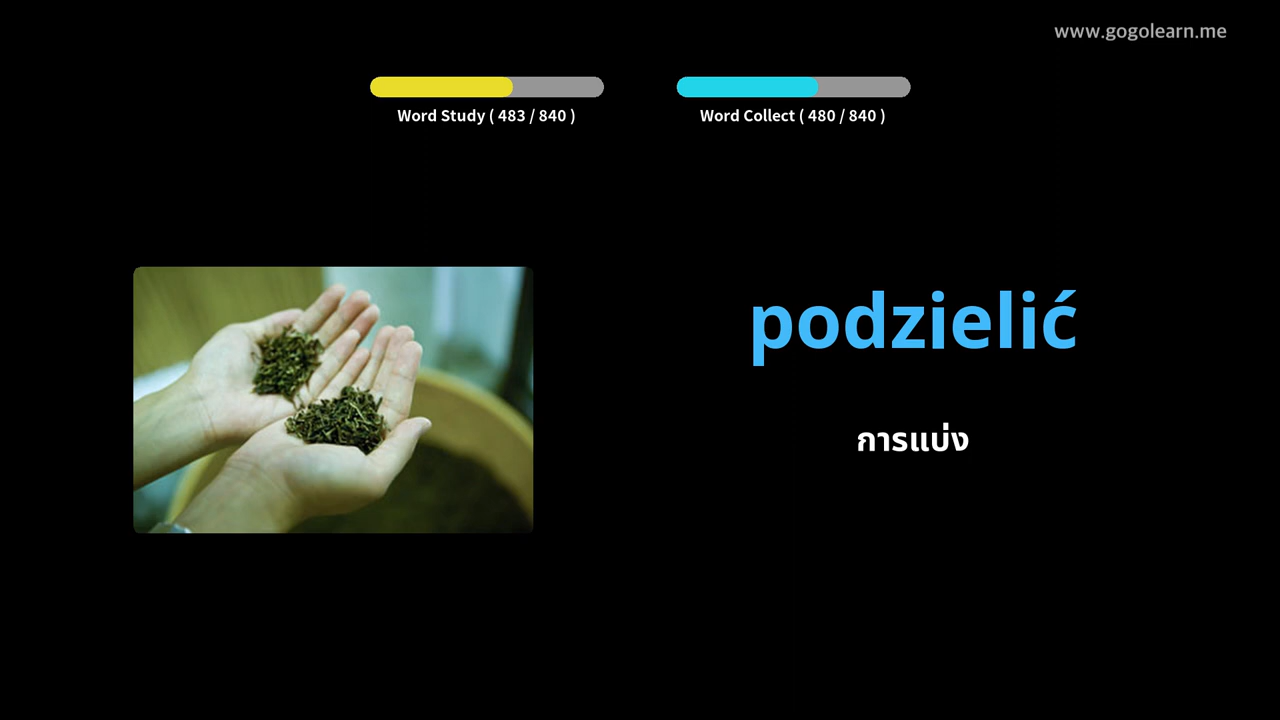 www.gogolearn.me
Word Study ( 483 / 840 )
Word Collect ( 480 / 840 )
podzielić
การแบ่ง